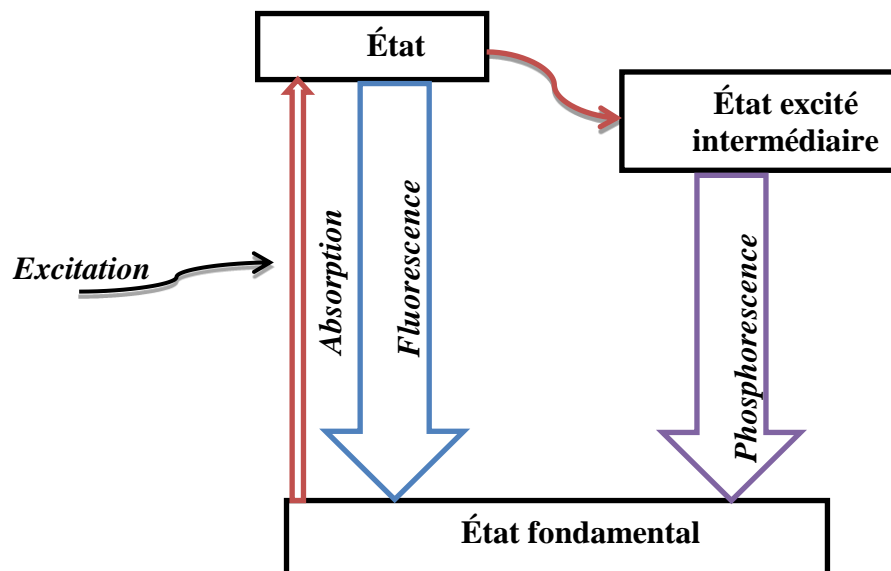 État
État excité
intermédiaire
Excitation
Absorption
Fluorescence
Phosphorescence
État fondamental